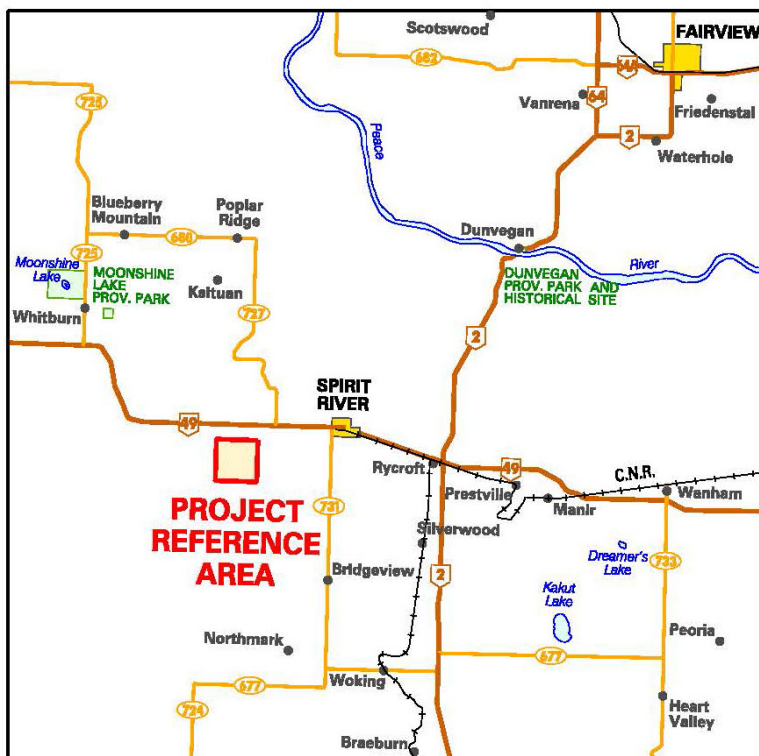 Scotswood
FAIRVIEW
682
64A
64
Vanrena
Friedenstal
2
Waterhole
725
Peace
Blueberry
Mountain
Poplar
Ridge
680
Dunvegan
725
Moonshine
Lake
MOONSHINE
LAKE
PROV. PARK
Kaituan
River
DUNVEGAN
PROV. PARK AND
HISTORICAL SITE
Whitburn
727
2
SPIRIT
RIVER
49
Rycroft
49
C.N.R.
Prestville
Manir
Wanham
PROJECT
REFERENCE
AREA
731
Silverwood
Dreamer's
Lake
733
Bridgeview
2
Kakut
Lake
Northmark
Peoria
677
677
Woking
724
Heart
Valley
Braeburn